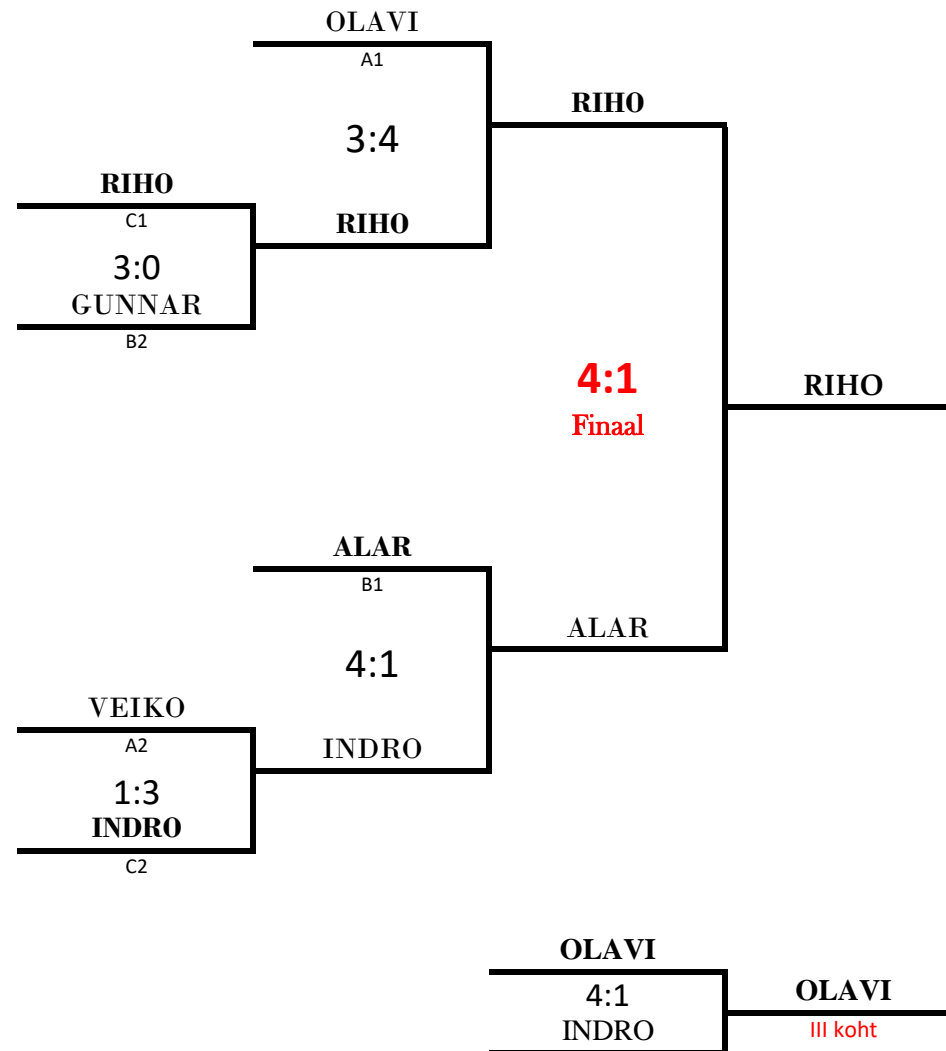 OLAVI
A1
RIHO
3:4
RIHO
C1
RIHO
3:0
GUNNAR
B2
4:1
Finaal
RIHO
ALAR
B1
ALAR
4:1
VEIKO
A2
INDRO
1:3
INDRO
C2
OLAVI
4:1
INDRO
OLAVI
III koht